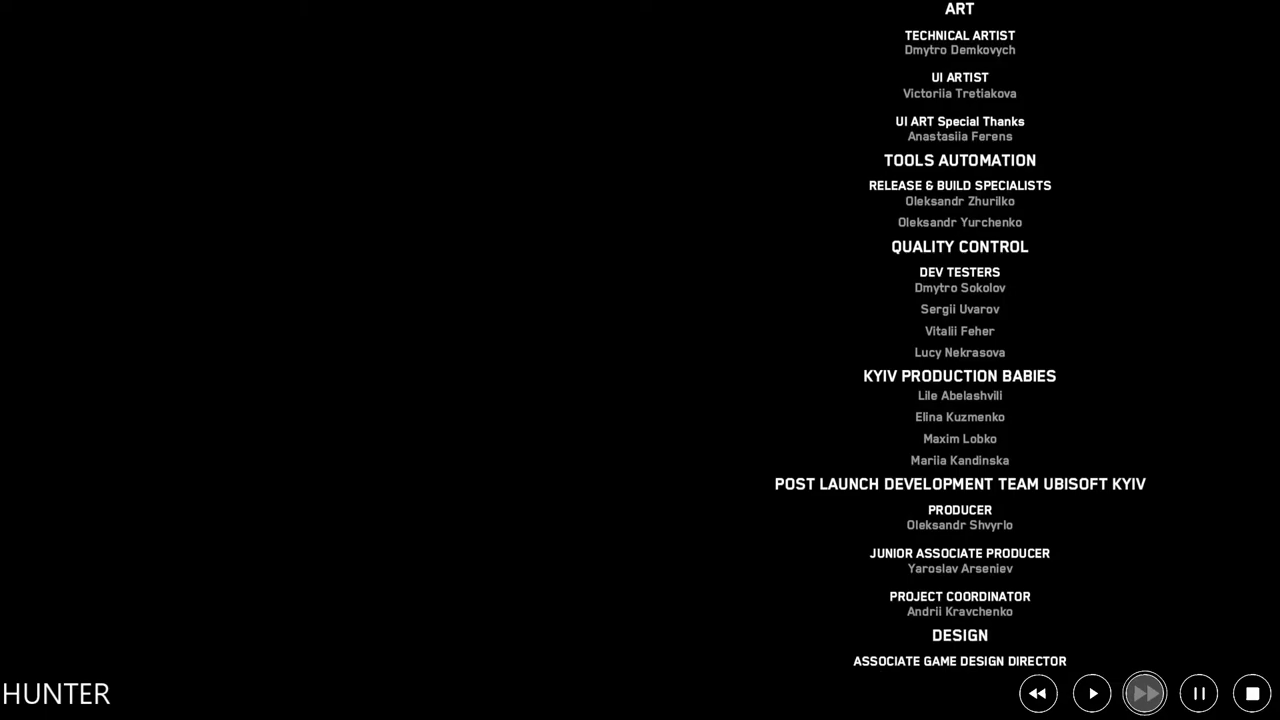 ART
TECHNICAL ARTIST
Dmytro Demkovych
UI ARTIST
Victoriia Tretiakova
UI ART Special Thanks
Anastasiia Ferens
TOOLS AUTOMATION
RELEASE & BUILD SPECIALISTS
Oleksandr Zhurilko
Oleksandr Yurchenko
QUALITY CONTROL
DEV TESTERS
Dmytro Sokolov
Sergii Uvarov
Vitalii Feher
Lucy Nekrasova
KYIV PRODUCTION BABIES
Lile Abelashvili
Elina Kuzmenko
Maxim Lobko
Mariia Kandinska
POST LAUNCH DEVELOPMENT TEAM UBISOFT KYIV
PRODUCER
Oleksandr Shvyrlo
JUNIOR ASSOCIATE PRODUCER
Yaroslav Arseniev
PROJECT COORDINATOR
Andrii Kravchenko
DESIGN
ASSOCIATE GAME DESIGN DIRECTOR
HUNTER